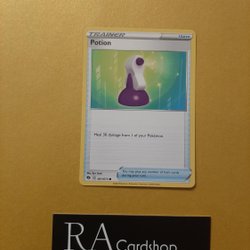 TRAINER Item
Potion
Heal 30 damage from 1 of your Pokémon.
You may play any number of Item cards
during your turn.
RA
Cardshop